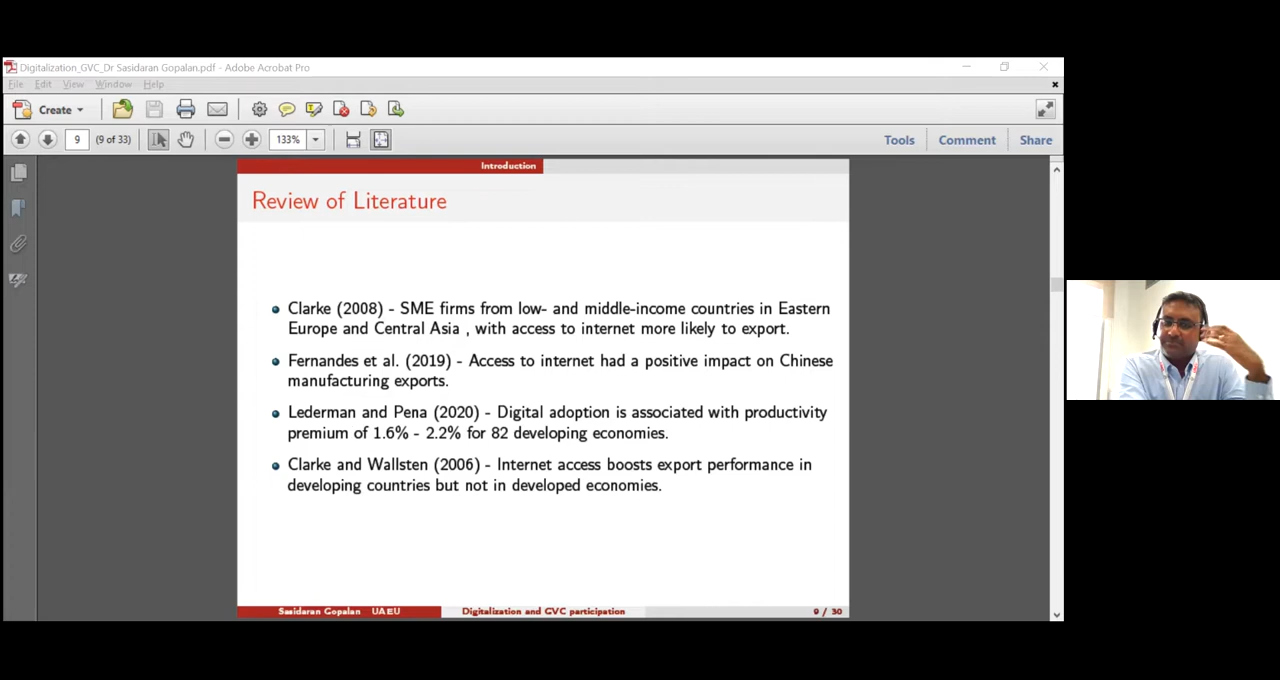 Digitalization_GVC_Dr Sasidaran Gopalan.pdf - Adobe Acrobat Pro
File Edit View Window Help
Create
9 (9 of 33) 133% Tools Comment Share
Introduction
Review of Literature
Clarke (2008) - SME firms from low- and middle-income countries in Eastern
Europe and Central Asia , with access to internet more likely to export.
Fernandes et al. (2019) - Access to internet had a positive impact on Chinese
manufacturing exports.
Lederman and Pena (2020) - Digital adoption is associated with productivity
premium of 1.6% - 2.2% for 82 developing economies.
Clarke and Wallsten (2006) - Internet access boosts export performance in
developing countries but not in developed economies.
Sasidaran Gopalan UAEU Digitalization and GVC participation 9 / 30